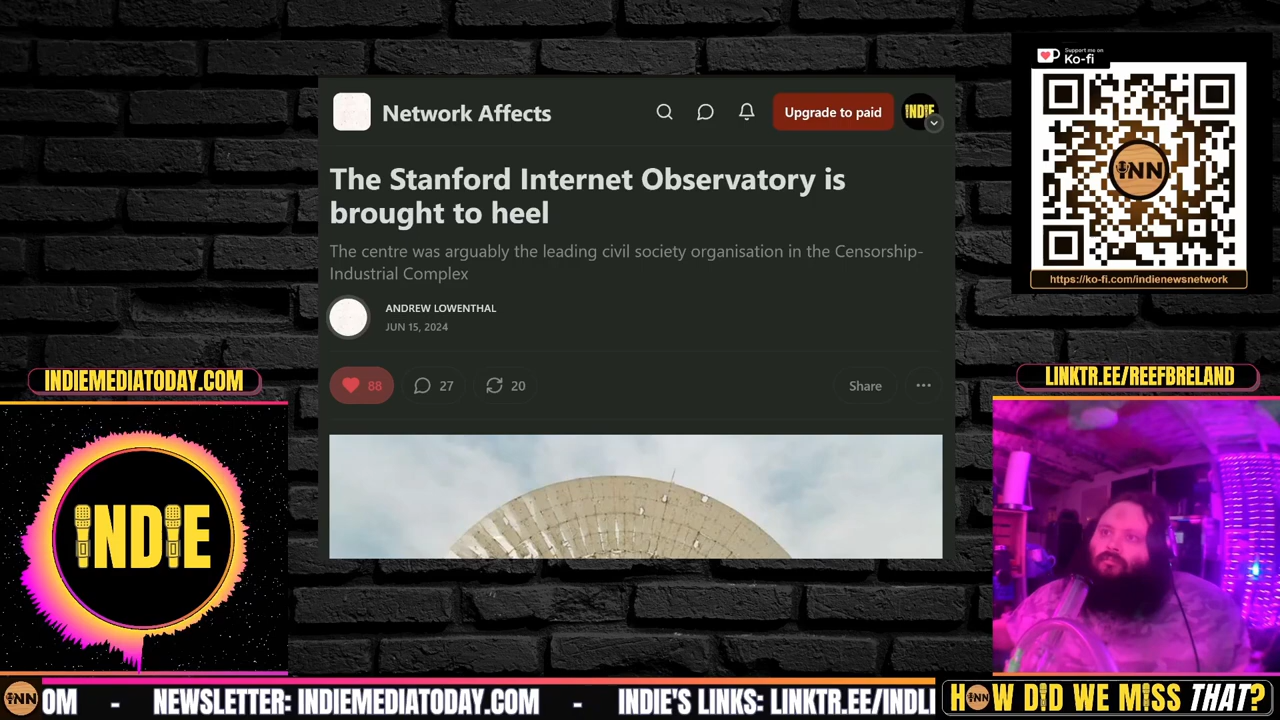 Support me on
Ko-fi
Network Affects
Upgrade to paid
INDIE
The Stanford Internet Observatory is
brought to heel
The centre was arguably the leading civil society organisation in the Censorship-
Industrial Complex
ANDREW LOWENTHAL
JUN 15, 2024
88
27
20
Share
INN
https://ko-fi.com/indienewsnetwork
INDIEMEDIATODAY.COM
LINKTR.EE/REEFBRELAND
INDIE
INN
OM - NEWSLETTER: INDIEMEDIATODAY.COM - INDIE'S LINKS: LINKTR.EE/INDLI
HOW DID WE MISS THAT?